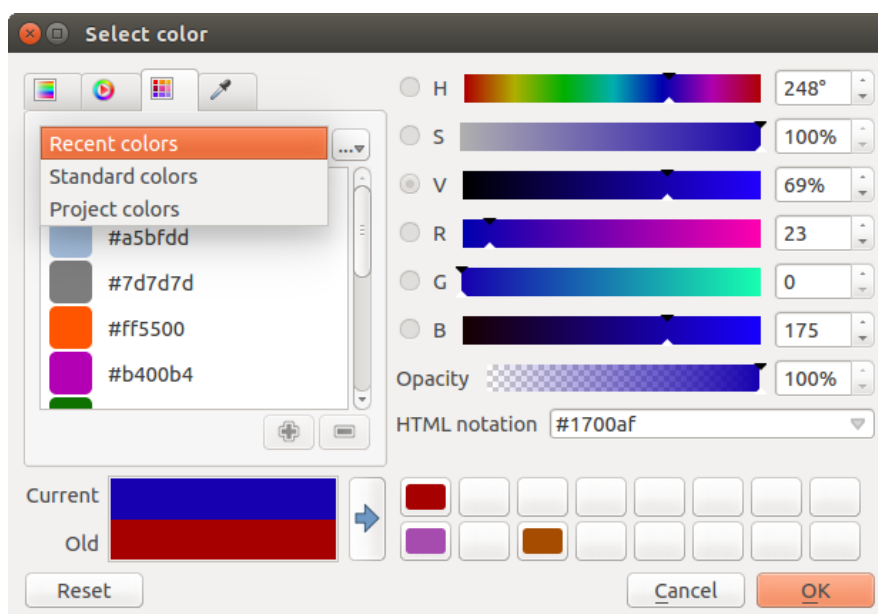 Select color
Recent colors
...
Standard colors
Project colors
#a5bfdd
#7d7d7d
#ff5500
#b400b4
H 248°
S 100%
V 69%
R 23
G 0
B 175
Opacity 100%
HTML notation #1700af
Current
Old
Reset
Cancel
OK